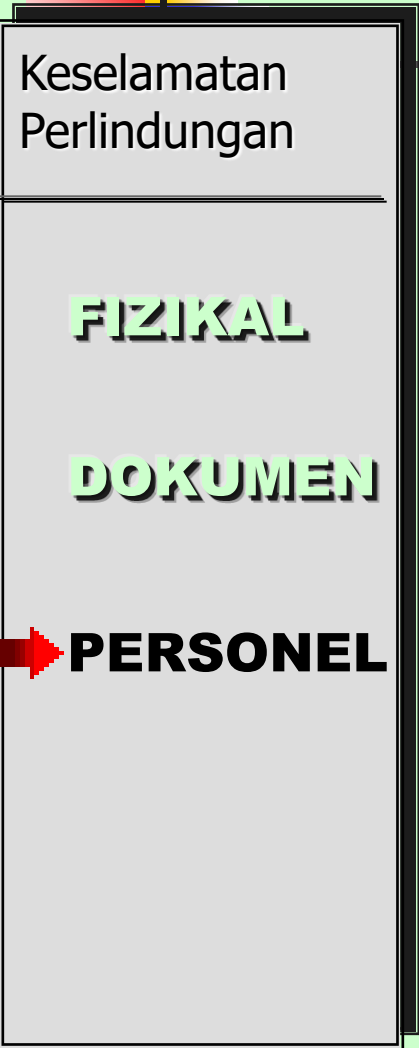 Keselamatan
Perlindungan
FIZIKAL
DOKUMEN
PERSONEL